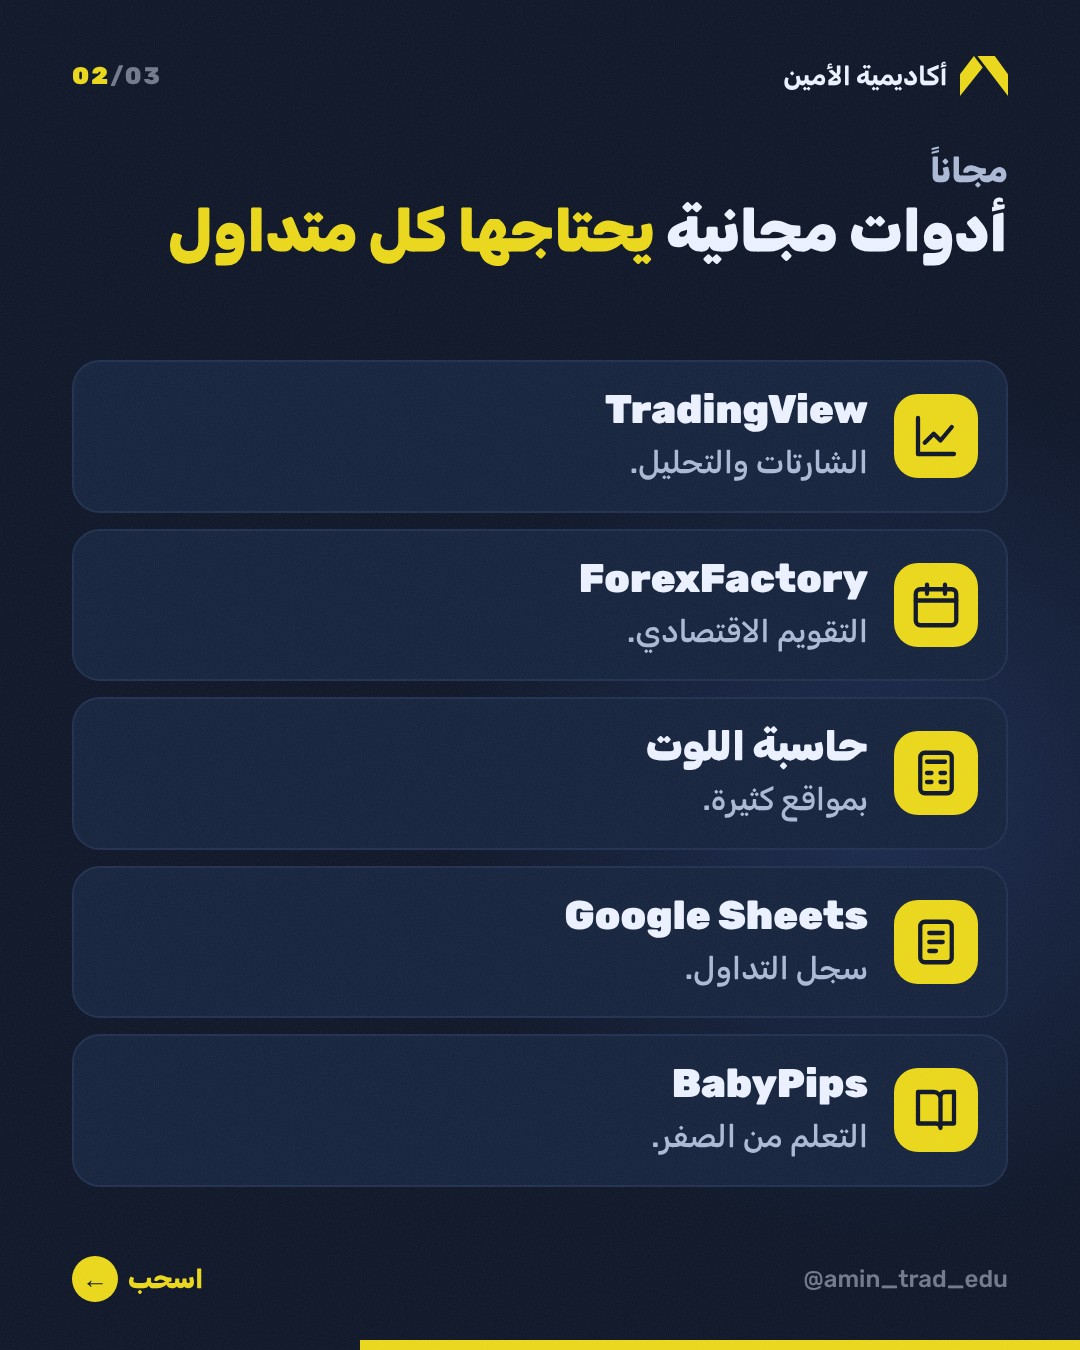 أكاديمية الأمين
02/03
مجاناً
أدوات مجانية يحتاجها كل متداول
TradingView
الشارتات والتحليل.
ForexFactory
التقويم الاقتصادي.
حاسبة اللوت
بمواقع كثيرة.
Google Sheets
سجل التداول.
BabyPips
التعلم من الصفر.
@amin_trad_edu
اسحب ←